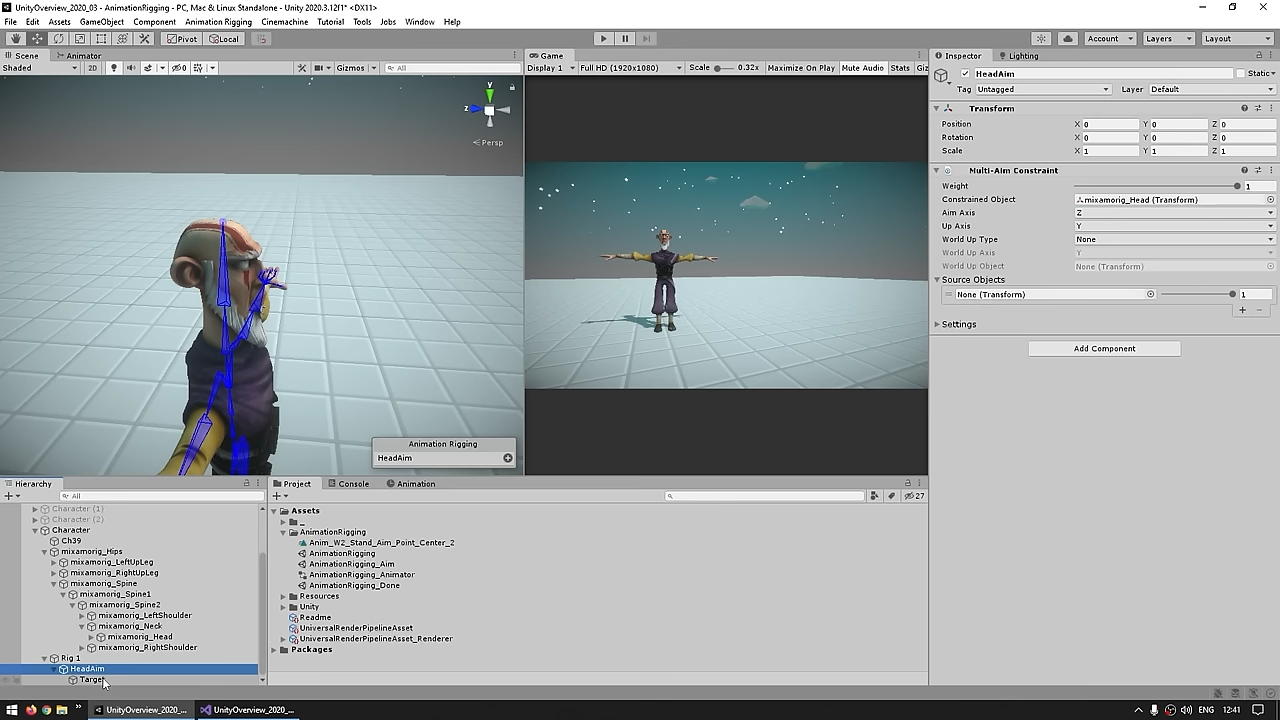 UnityOverview_2020_03 - AnimationRigging - PC, Mac & Linux Standalone - Unity 2020.3.12f1* <DX11>
File Edit Assets GameObject Component Animation Rigging Cinemachine Tutorial Tools Jobs Window Help
Pivot Local Account Layers Layout
Scene Animator Game Inspector Lighting
Shaded 2D 0 Gizmos All Display 1 Full HD (1920x1080) Scale 0.32x Maximize On Play Mute Audio Stats Giz
HeadAim Static
Tag Untagged Layer Default
Transform
Position X 0 Y 0 Z 0
Rotation X 0 Y 0 Z 0
Scale X 1 Y 1 Z 1
Multi-Aim Constraint
Weight 1
Constrained Object mixamorig_Head (Transform)
Aim Axis Z
Up Axis Y
World Up Type None
World Up Axis Y
World Up Object None (Transform)
Source Objects
None (Transform) 1
Settings
Add Component
y
z
Persp
Animation Rigging
HeadAim
Hierarchy
All
Character (1)
Character (2)
Character
Ch39
mixamorig_Hips
mixamorig_LeftUpLeg
mixamorig_RightUpLeg
mixamorig_Spine
mixamorig_Spine1
mixamorig_Spine2
mixamorig_LeftShoulder
mixamorig_Neck
mixamorig_Head
mixamorig_RightShoulder
Rig 1
HeadAim
Target
Project Console Animation
27
Assets
_
AnimationRigging
Anim_W2_Stand_Aim_Point_Center_2
AnimationRigging
AnimationRigging_Aim
AnimationRigging_Animator
AnimationRigging_Done
Resources
Unity
Readme
UniversalRenderPipelineAsset
UniversalRenderPipelineAsset_Renderer
Packages
UnityOverview_2020_... UnityOverview_2020_... ENG 12:41